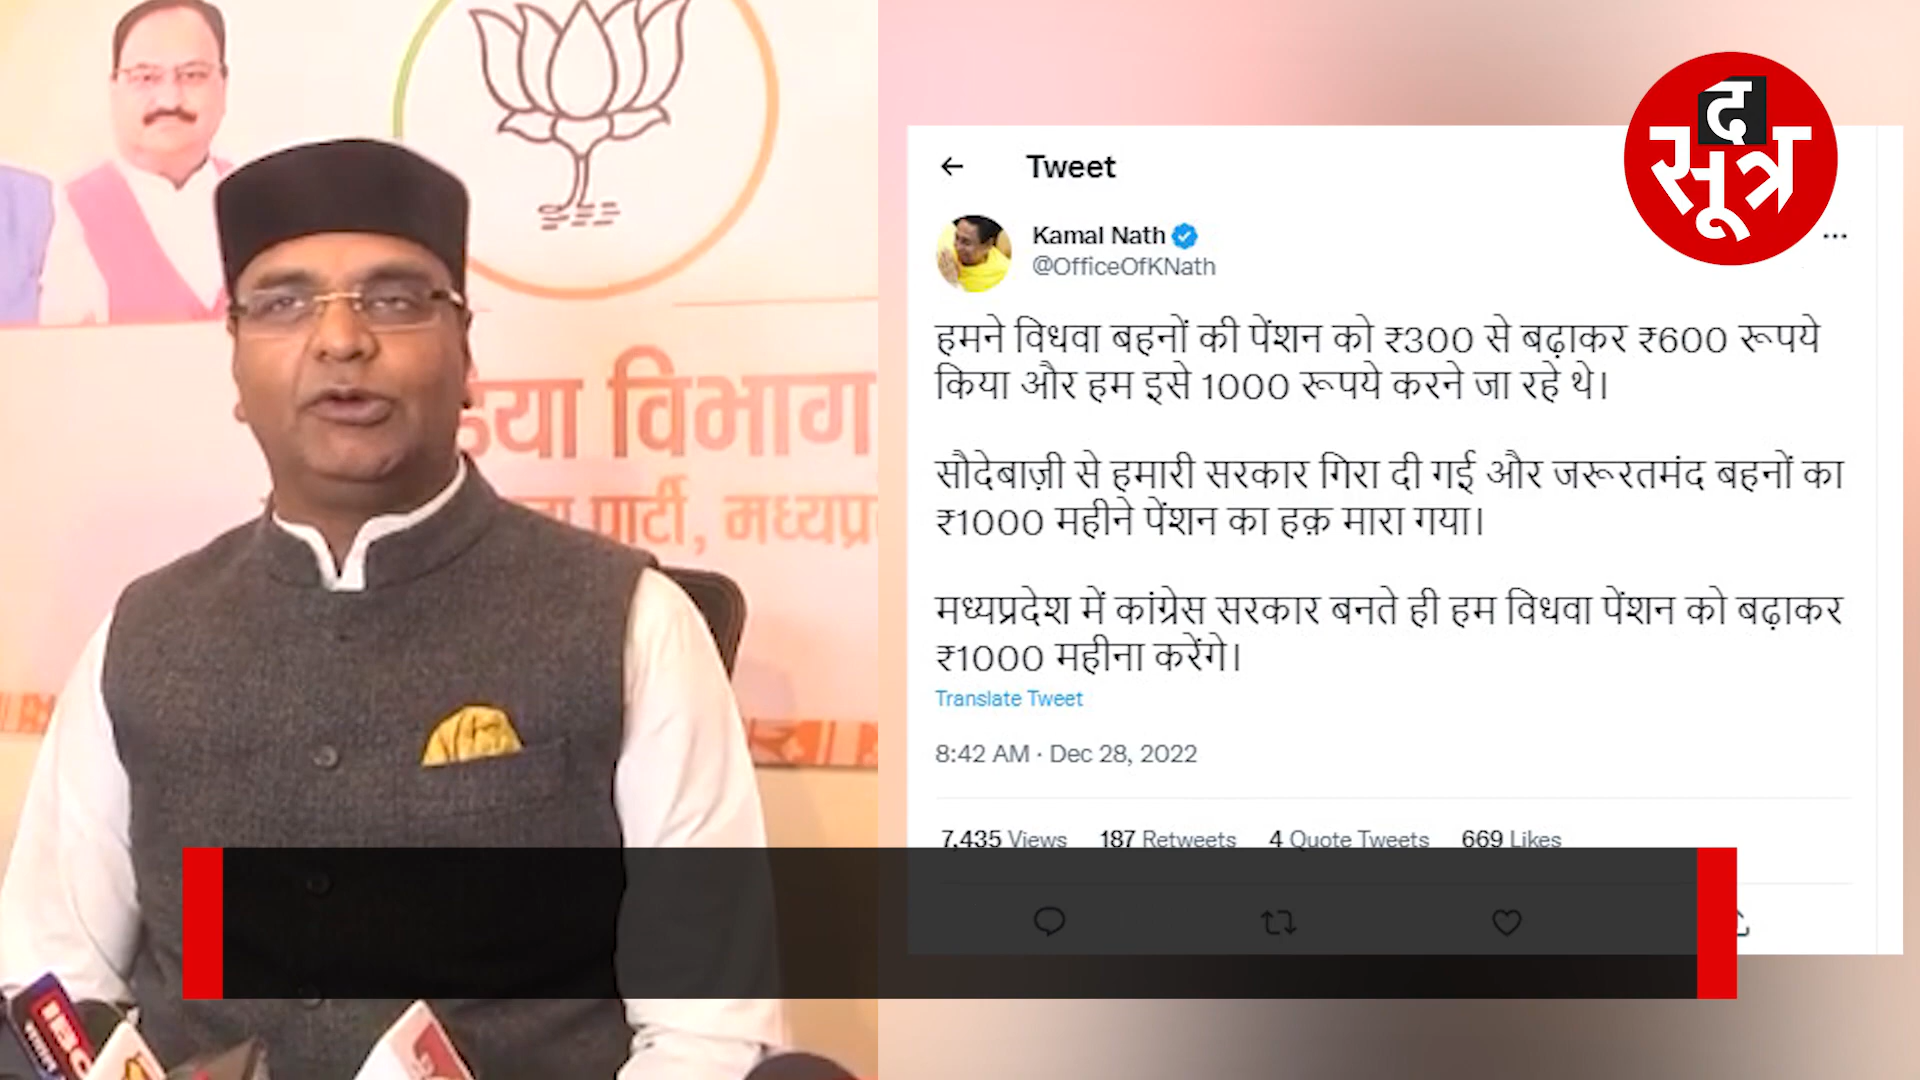 डिया विभाग
पार्टी, मध्यप्र
द
सूत्र
Tweet
Kamal Nath
@OfficeOfKNath
हमने विधवा बहनों की पेंशन को ₹300 से बढ़ाकर ₹600 रूपये
किया और हम इसे 1000 रूपये करने जा रहे थे।
सौदेबाज़ी से हमारी सरकार गिरा दी गई और जरूरतमंद बहनों का
₹1000 महीने पेंशन का हक़ मारा गया।
मध्यप्रदेश में कांग्रेस सरकार बनते ही हम विधवा पेंशन को बढ़ाकर
₹1000 महीना करेंगे।
Translate Tweet
8:42 AM · Dec 28, 2022
7,435 Views 187 Retweets 4 Quote Tweets 669 Likes